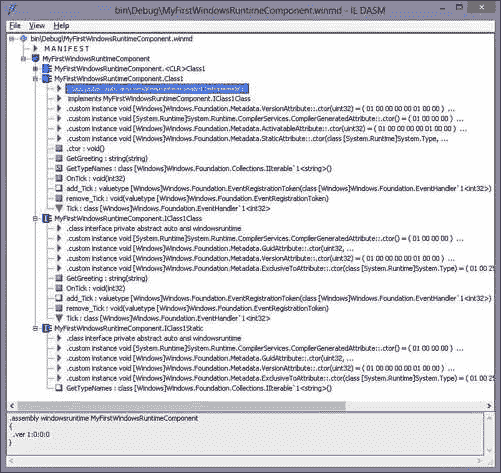 bin\Debug\MyFirstWindowsRuntimeComponent.winmd - IL DASM
File View Help
bin\Debug\MyFirstWindowsRuntimeComponent.winmd
MANIFEST
MyFirstWindowsRuntimeComponent
MyFirstWindowsRuntimeComponent.<CLR>Class1
MyFirstWindowsRuntimeComponent.Class1
implements MyFirstWindowsRuntimeComponent.IClass1Class
.custom instance void [Windows]Windows.Foundation.Metadata.VersionAttribute::.ctor(uint32) = ( 01 00 00 00 00 01 00 00 ) ...
.custom instance void [System.Runtime]System.Runtime.CompilerServices.CompilerGeneratedAttribute::.ctor() = ( 01 00 00 00 ) ...
.custom instance void [Windows]Windows.Foundation.Metadata.ActivatableAttribute::.ctor(uint32) = ( 01 00 00 00 00 01 00 00 ) ...
.custom instance void [Windows]Windows.Foundation.Metadata.StaticAttribute::.ctor(class [System.Runtime]System.Type, ...
.ctor : void()
GetGreeting : string(string)
GetTypeNames : class [Windows]Windows.Foundation.Collections.IIterable`1<string>()
OnTick : void(int32)
add_Tick : valuetype [Windows]Windows.Foundation.EventRegistrationToken(class [Windows]Windows.Foundation.EventHandler`1<int32>)
remove_Tick : void(valuetype [Windows]Windows.Foundation.EventRegistrationToken)
Tick : class [Windows]Windows.Foundation.EventHandler`1<int32>
MyFirstWindowsRuntimeComponent.IClass1Class
.class interface private abstract auto ansi windowsruntime
.custom instance void [System.Runtime]System.Runtime.CompilerServices.CompilerGeneratedAttribute::.ctor() = ( 01 00 00 00 ) ...
.custom instance void [Windows]Windows.Foundation.Metadata.GuidAttribute::.ctor(uint32, ...
.custom instance void [Windows]Windows.Foundation.Metadata.VersionAttribute::.ctor(uint32) = ( 01 00 00 00 00 01 00 00 ) ...
.custom instance void [Windows]Windows.Foundation.Metadata.ExclusiveToAttribute::.ctor(class [System.Runtime]System.Type) = ( 01 00
GetGreeting : string(string)
OnTick : void(int32)
add_Tick : valuetype [Windows]Windows.Foundation.EventRegistrationToken(class [Windows]Windows.Foundation.EventHandler`1<int32>)
remove_Tick : void(valuetype [Windows]Windows.Foundation.EventRegistrationToken)
Tick : class [Windows]Windows.Foundation.EventHandler`1<int32>
MyFirstWindowsRuntimeComponent.IClass1Static
.class interface private abstract auto ansi windowsruntime
.custom instance void [System.Runtime]System.Runtime.CompilerServices.CompilerGeneratedAttribute::.ctor() = ( 01 00 00 00 ) ...
.custom instance void [Windows]Windows.Foundation.Metadata.GuidAttribute::.ctor(uint32, ...
.custom instance void [Windows]Windows.Foundation.Metadata.VersionAttribute::.ctor(uint32) = ( 01 00 00 00 00 01 00 00 ) ...
.custom instance void [Windows]Windows.Foundation.Metadata.ExclusiveToAttribute::.ctor(class [System.Runtime]System.Type) = ( 01 00
GetTypeNames : class [Windows]Windows.Foundation.Collections.IIterable`1<string>()
.assembly windowsruntime MyFirstWindowsRuntimeComponent
{
.ver 1:0:0:0
}